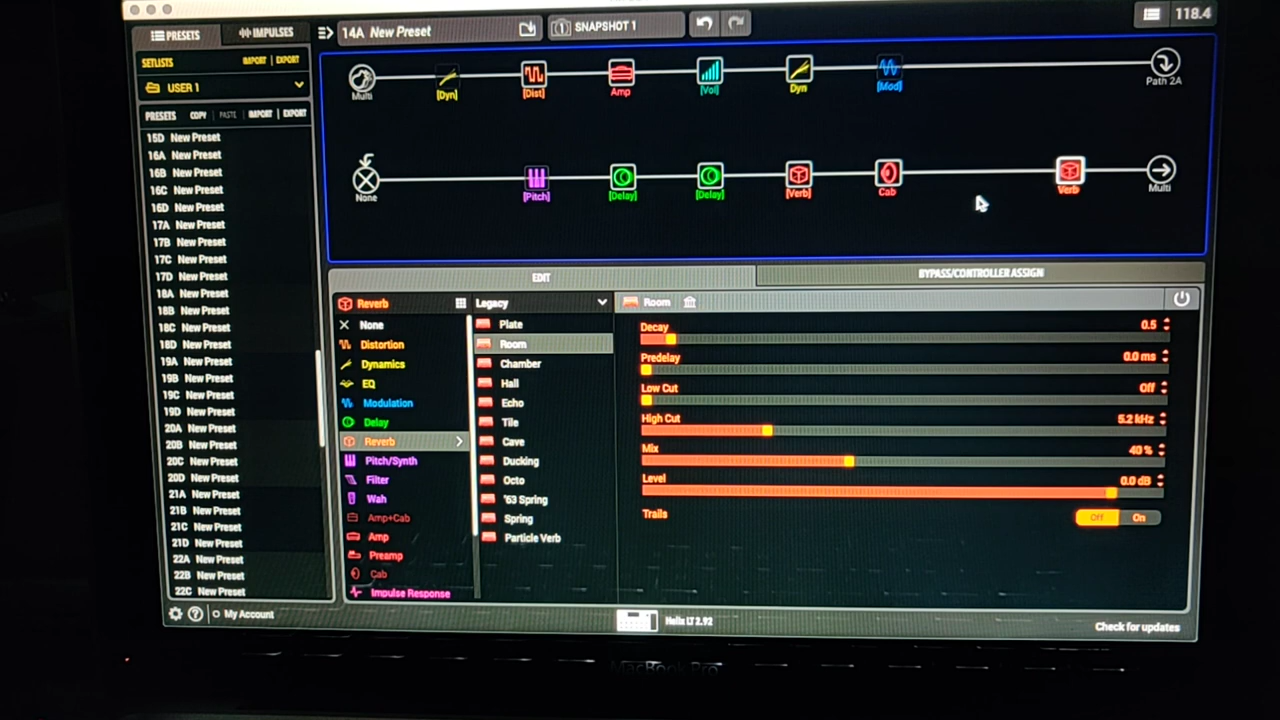 PRESETS IMPULSES
14A New Preset
1 SNAPSHOT 1
118.4
SETLISTS IMPORT | EXPORT
USER 1
PRESETS COPY | PASTE | IMPORT | EXPORT
15D New Preset
16A New Preset
16B New Preset
16C New Preset
16D New Preset
17A New Preset
17B New Preset
17C New Preset
17D New Preset
18A New Preset
18B New Preset
18C New Preset
18D New Preset
19A New Preset
19B New Preset
19C New Preset
19D New Preset
20A New Preset
20B New Preset
20C New Preset
20D New Preset
21A New Preset
21B New Preset
21C New Preset
21D New Preset
22A New Preset
22B New Preset
22C New Preset
Multi [Dyn] [Dist] Amp [Vol] Dyn [Mod] Path 2A
None [Pitch] [Delay] [Delay] [Verb] Cab Verb Multi
EDIT BYPASS/CONTROLLER ASSIGN
Reverb
None
Distortion
Dynamics
EQ
Modulation
Delay
Reverb
Pitch/Synth
Filter
Wah
Amp+Cab
Amp
Preamp
Cab
Impulse Response
Legacy
Plate
Room
Chamber
Hall
Echo
Tile
Cave
Ducking
Octo
'63 Spring
Spring
Particle Verb
Room
Decay 0.5
Predelay 0.0 ms
Low Cut Off
High Cut 5.2 kHz
Mix 40 %
Level 0.0 dB
Trails Off On
? My Account
Helix LT 2.92
Check for updates
MacBook Pro